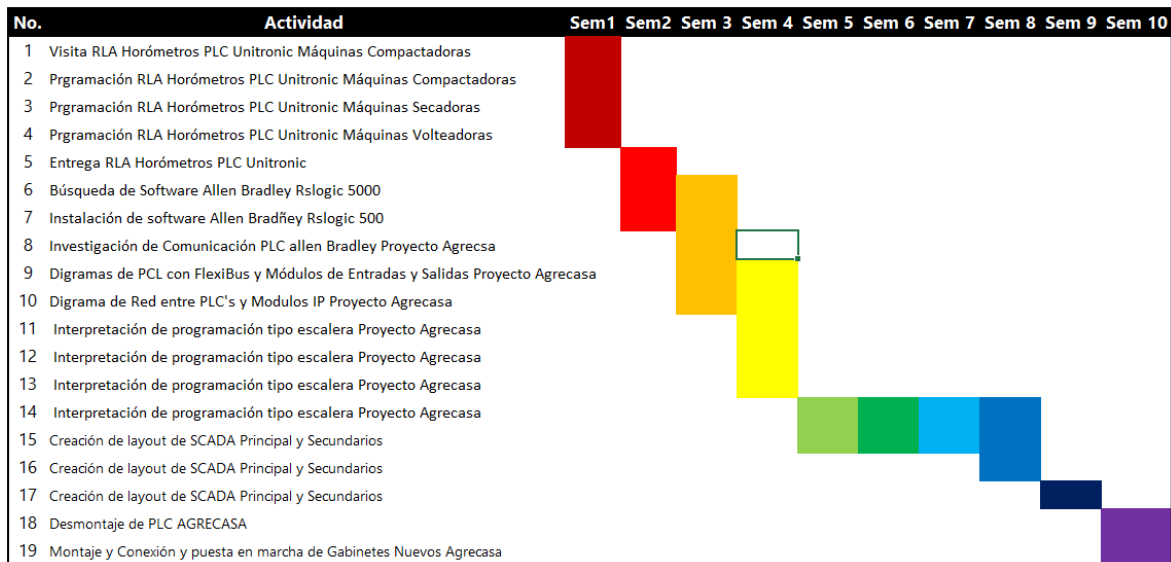 No. Actividad Sem1 Sem2 Sem 3 Sem 4 Sem 5 Sem 6 Sem 7 Sem 8 Sem 9 Sem 10
1 Visita RLA Horómetros PLC Unitronic Máquinas Compactadoras
2 Prgramación RLA Horómetros PLC Unitronic Máquinas Compactadoras
3 Prgramación RLA Horómetros PLC Unitronic Máquinas Secadoras
4 Prgramación RLA Horómetros PLC Unitronic Máquinas Volteadoras
5 Entrega RLA Horómetros PLC Unitronic
6 Búsqueda de Software Allen Bradley Rslogic 5000
7 Instalación de software Allen Bradñey Rslogic 500
8 Investigación de Comunicación PLC allen Bradley Proyecto Agrecsa
9 Digramas de PCL con FlexiBus y Módulos de Entradas y Salidas Proyecto Agrecasa
10 Digrama de Red entre PLC's y Modulos IP Proyecto Agrecasa
11 Interpretación de programación tipo escalera Proyecto Agrecasa
12 Interpretación de programación tipo escalera Proyecto Agrecasa
13 Interpretación de programación tipo escalera Proyecto Agrecasa
14 Interpretación de programación tipo escalera Proyecto Agrecasa
15 Creación de layout de SCADA Principal y Secundarios
16 Creación de layout de SCADA Principal y Secundarios
17 Creación de layout de SCADA Principal y Secundarios
18 Desmontaje de PLC AGRECASA
19 Montaje y Conexión y puesta en marcha de Gabinetes Nuevos Agrecasa